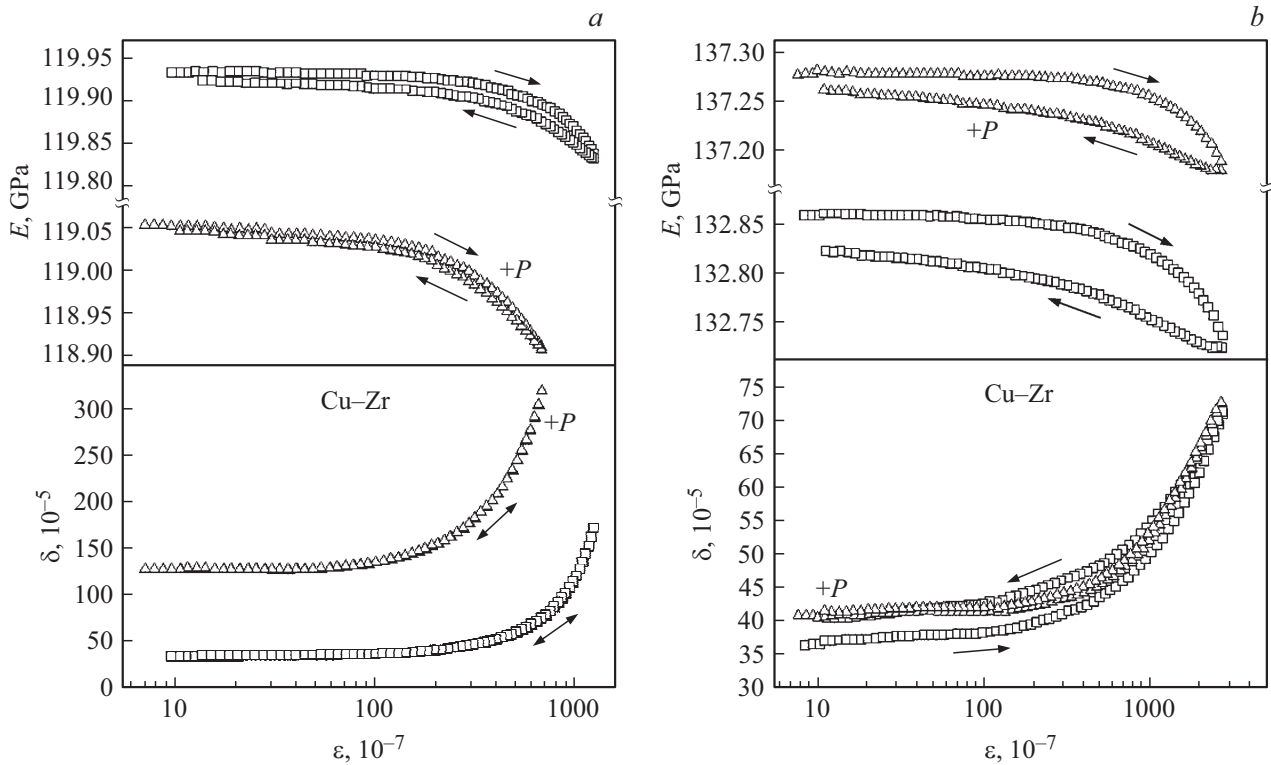 a
119.95
119.90
119.85
119.80
119.05
119.00
118.95
118.90
E, GPa
+P
Cu–Zr
+P
300
250
200
150
100
50
0
δ, 10⁻⁵
10
100
1000
ε, 10⁻⁷
b
137.30
137.25
137.20
132.85
132.80
132.75
E, GPa
+P
Cu–Zr
+P
75
70
65
60
55
50
45
40
35
30
δ, 10⁻⁵
10
100
1000
ε, 10⁻⁷